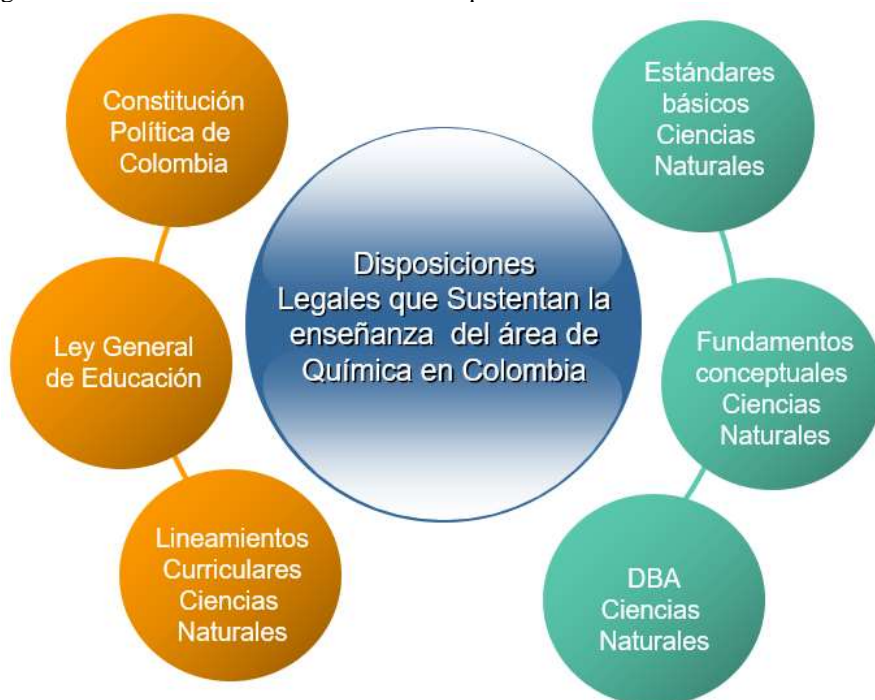 Constitución
Política de
Colombia
Ley General
de Educación
Lineamientos
Curriculares
Ciencias
Naturales
Disposiciones
Legales que Sustentan la
enseñanza del área de
Química en Colombia
Estándares
básicos
Ciencias
Naturales
Fundamentos
conceptuales
Ciencias
Naturales
DBA
Ciencias
Naturales